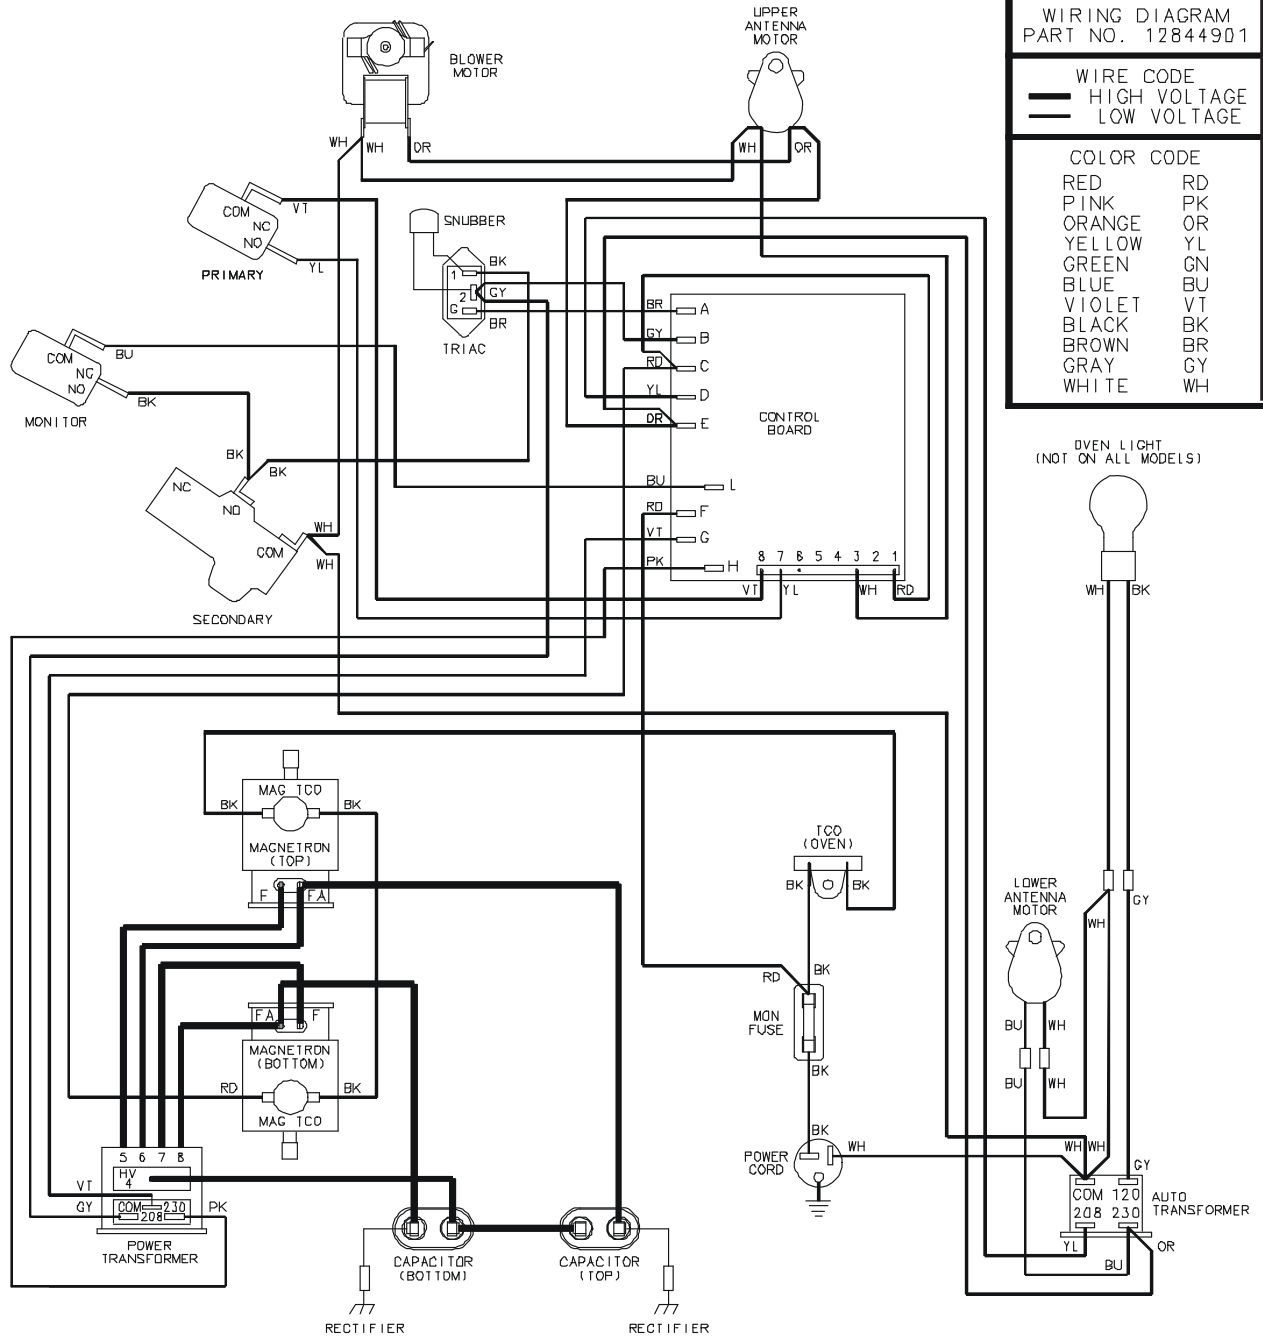 WIRING DIAGRAM
PART NO. 12844901
WIRE CODE
HIGH VOLTAGE
LOW VOLTAGE
COLOR CODE
RED RD
PINK PK
ORANGE OR
YELLOW YL
GREEN GN
BLUE BU
VIOLET VT
BLACK BK
BROWN BR
GRAY GY
WHITE WH
BLOWER
MOTOR
WH
WH
OR
UPPER
ANTENNA
MOTOR
WH
OR
COM
NC
NO
VT
YL
PRIMARY
SNUBBER
1
2
G
BK
GY
BR
TRIAC
COM
NC
NO
BU
BK
MONITOR
BK
BK
NC
NO
COM
WH
WH
SECONDARY
BR A
GY B
RD C
YL D
OR E
BU L
RD F
VT G
PK H
CONTROL
BOARD
8 7 6 5 4 3 2 1
VT YL WH RD
OVEN LIGHT
(NOT ON ALL MODELS)
WH BK
GY
WH
MAG TCO
BK BK
MAGNETRON
(TOP)
F FA
FA F
MAGNETRON
(BOTTOM)
RD BK
MAG TCO
TCO
(OVEN)
BK BK
RD
BK
MON
FUSE
BK
BK
POWER
CORD
WH
LOWER
ANTENNA
MOTOR
BU WH
BU WH
5 6 7 8
HV
4
VT
GY
COM 230
208
PK
POWER
TRANSFORMER
CAPACITOR
(BOTTOM)
CAPACITOR
(TOP)
RECTIFIER
RECTIFIER
WH WH
GY
COM 120
208 230
AUTO
TRANSFORMER
YL
BU
OR